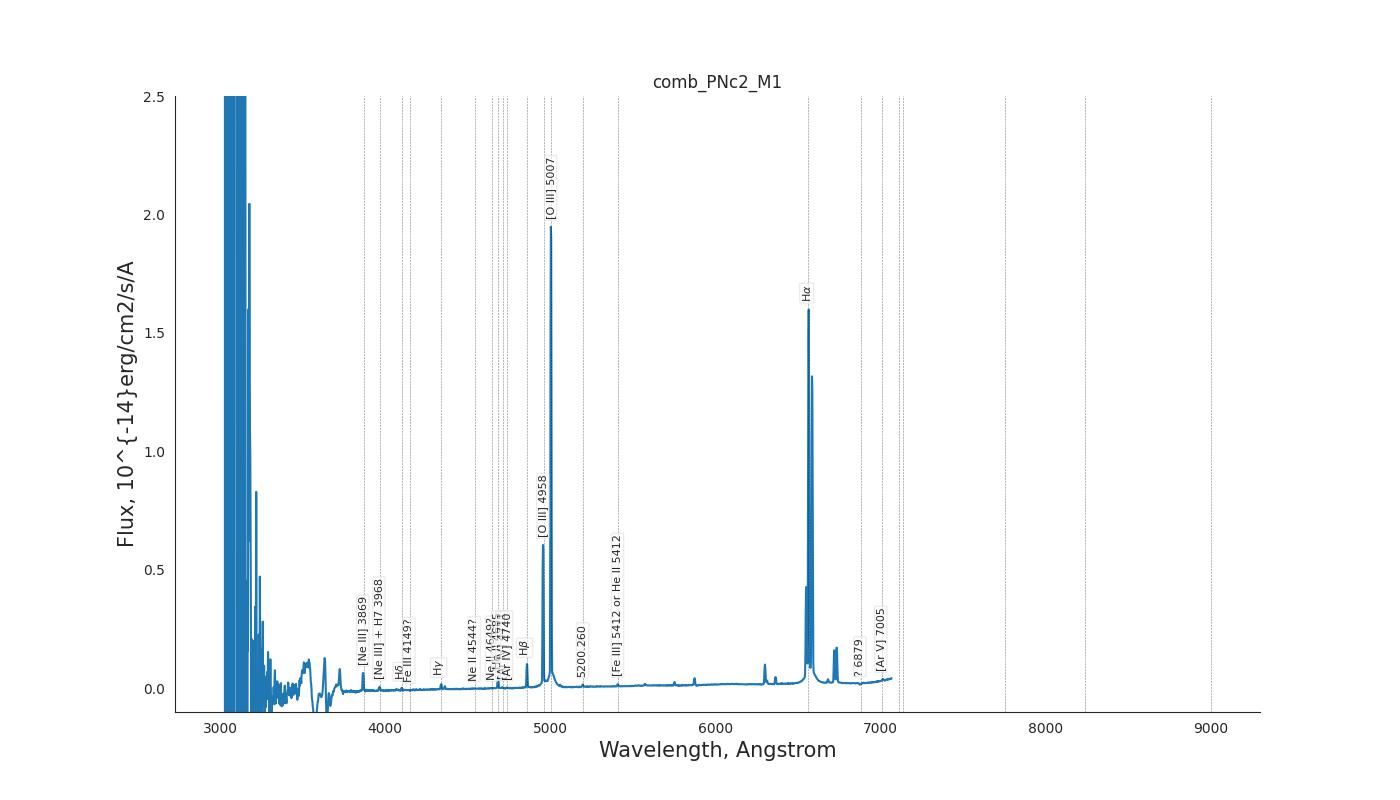 comb_PNc2_M1
Flux, 10^{-14}erg/cm2/s/A
2.5
2.0
1.5
1.0
0.5
0.0
[Ne III] 3869
[Ne III] + H7 3968
Hδ
Fe III 4149?
Hγ
Ne II 4544?
Ne II 4649?
[Ar IV] 4740
Hβ
[O III] 4958
[O III] 5007
5200.260
[Fe III] 5412 or He II 5412
Hα
? 6879
[Ar V] 7005
3000
4000
5000
6000
7000
8000
9000
Wavelength, Angstrom